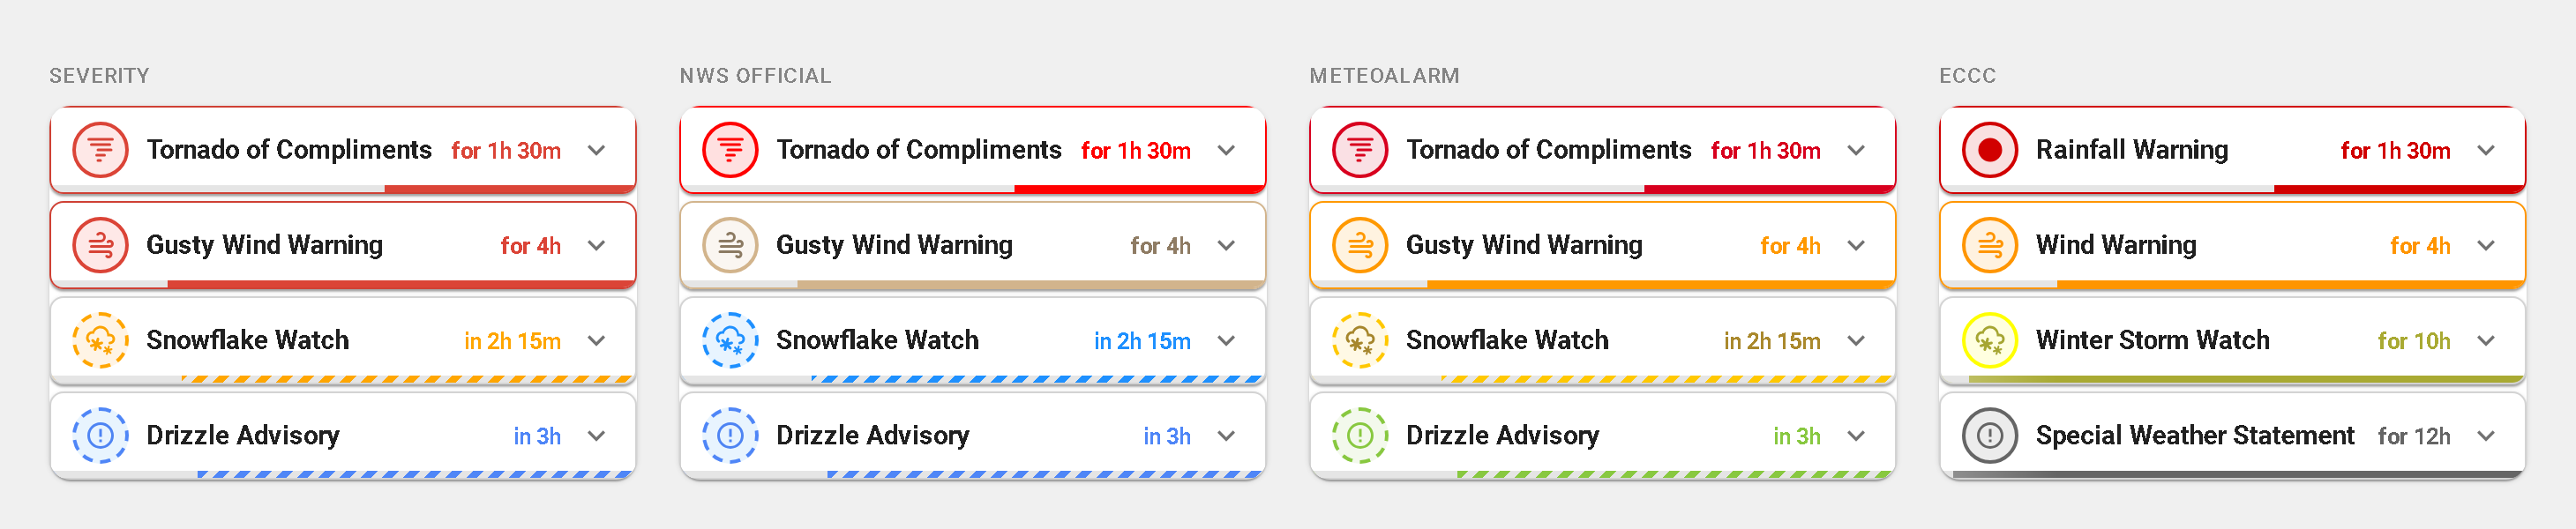 SEVERITY
Tornado of Compliments for 1h 30m
Gusty Wind Warning for 4h
Snowflake Watch in 2h 15m
Drizzle Advisory in 3h
NWS OFFICIAL
Tornado of Compliments for 1h 30m
Gusty Wind Warning for 4h
Snowflake Watch in 2h 15m
Drizzle Advisory in 3h
METEOALARM
Tornado of Compliments for 1h 30m
Gusty Wind Warning for 4h
Snowflake Watch in 2h 15m
Drizzle Advisory in 3h
ECCC
Rainfall Warning for 1h 30m
Wind Warning for 4h
Winter Storm Watch for 10h
Special Weather Statement for 12h